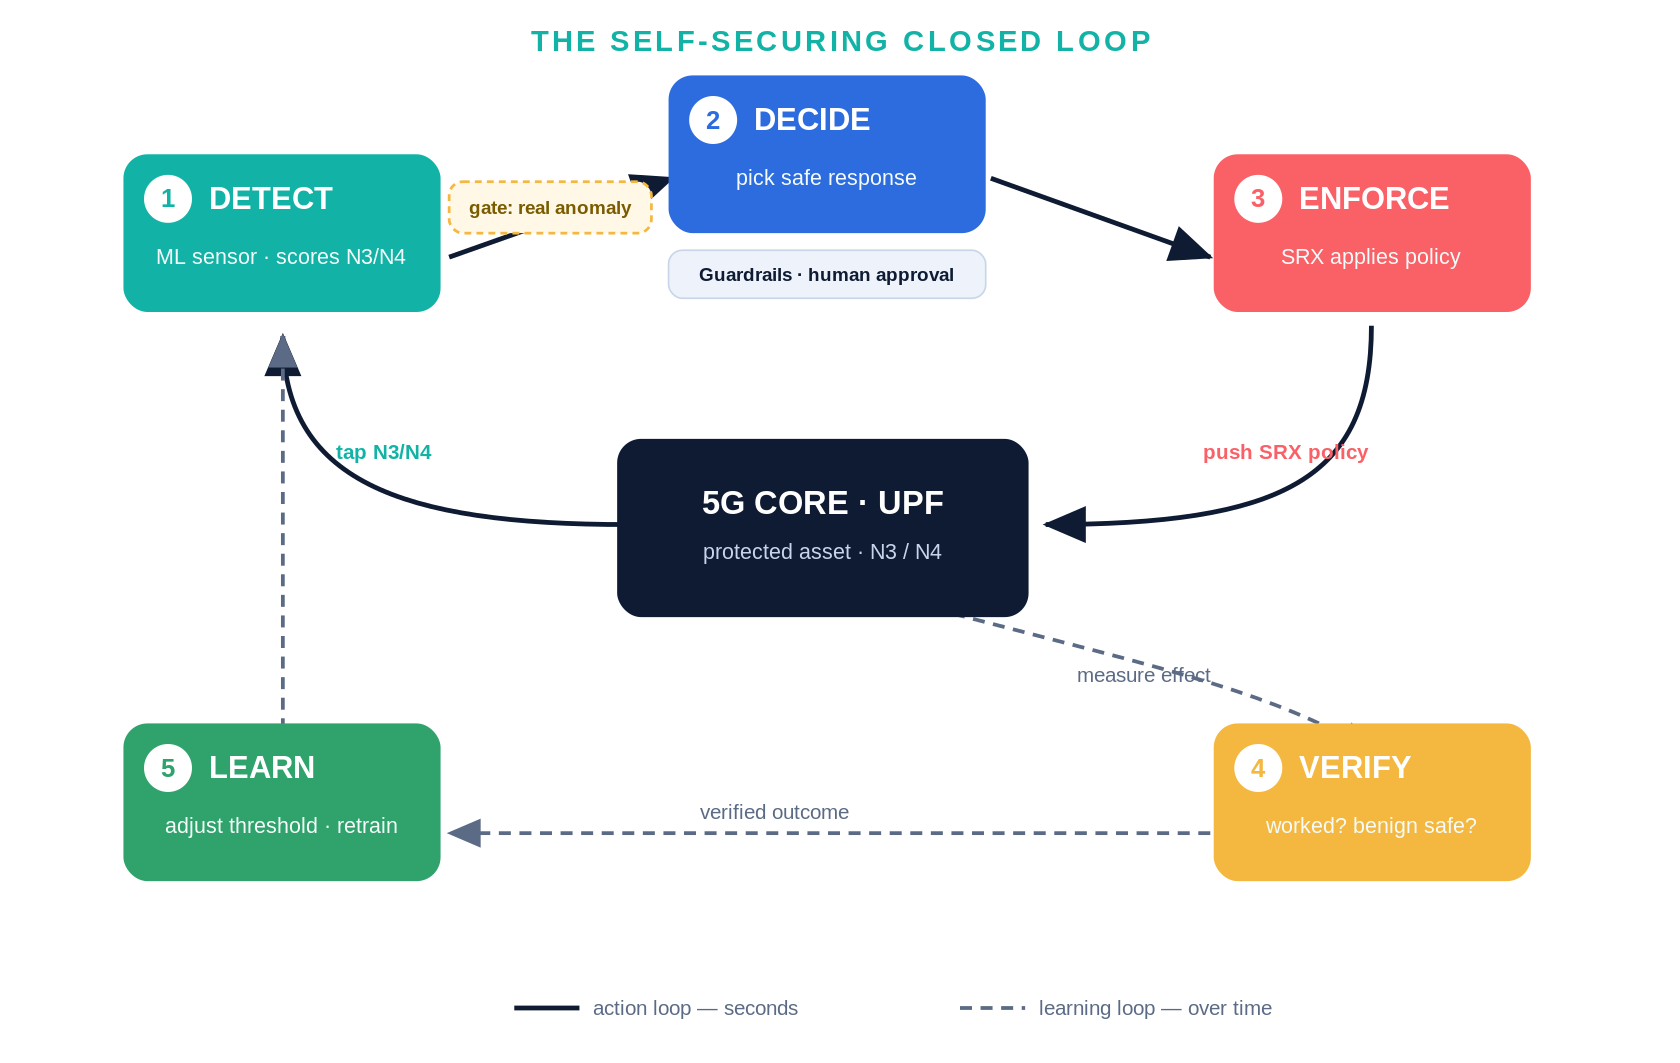 THE SELF-SECURING CLOSED LOOP
1 DETECT
ML sensor · scores N3/N4
gate: real anomaly
2 DECIDE
pick safe response
Guardrails · human approval
3 ENFORCE
SRX applies policy
tap N3/N4
push SRX policy
5G CORE · UPF
protected asset · N3 / N4
measure effect
5 LEARN
adjust threshold · retrain
verified outcome
4 VERIFY
worked? benign safe?
action loop — seconds
learning loop — over time